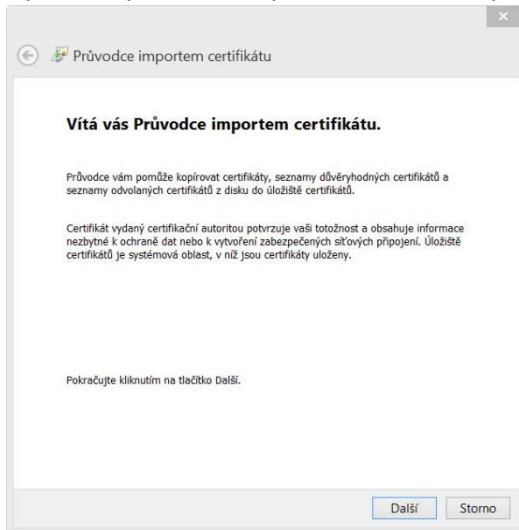 Průvodce importem certifikátu
Vítá vás Průvodce importem certifikátu.
Průvodce vám pomůže kopírovat certifikáty, seznamy důvěryhodných certifikátů a
seznamy odvolaných certifikátů z disku do úložiště certifikátů.
Certifikát vydaný certifikační autoritou potvrzuje vaši totožnost a obsahuje informace
nezbytné k ochraně dat nebo k vytvoření zabezpečených síťových připojení. Úložiště
certifikátů je systémová oblast, v níž jsou certifikáty uloženy.
Pokračujte kliknutím na tlačítko Další.
Další Storno